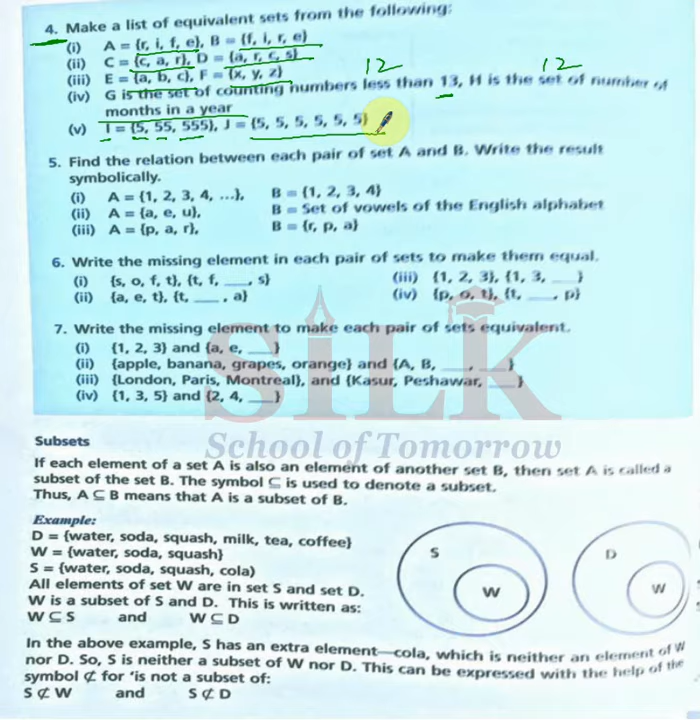 4. Make a list of equivalent sets from the following:
(i) A = {r, i, f, e}, B = {f, i, r, e}
(ii) C = {c, a, r}, D = {a, r, c, s}
(iii) E = {a, b, c}, F = {x, y, z}
12 12
(iv) G is the set of counting numbers less than 13, H is the set of number of
months in a year
(v) I = {5, 55, 555}, J = {5, 5, 5, 5, 5, 5}
5. Find the relation between each pair of set A and B. Write the result
symbolically.
(i) A = {1, 2, 3, 4, ...}, B = {1, 2, 3, 4}
(ii) A = {a, e, u}, B = Set of vowels of the English alphabet
(iii) A = {p, a, r}, B = {r, p, a}
6. Write the missing element in each pair of sets to make them equal.
(i) {s, o, f, t}, {t, f, ___, s} (iii) {1, 2, 3}, {1, 3, ___}
(ii) {a, e, t}, {t, ___, a} (iv) {p, o, t}, {t, ___, p}
7. Write the missing element to make each pair of sets equivalent.
(i) {1, 2, 3} and {a, e, ___}
(ii) {apple, banana, grapes, orange} and {A, B, ___, ___}
(iii) {London, Paris, Montreal}, and {Kasur, Peshawar, ___}
(iv) {1, 3, 5} and {2, 4, ___}
SILK
School of Tomorrow
Subsets
If each element of a set A is also an element of another set B, then set A is called a
subset of the set B. The symbol ⊆ is used to denote a subset.
Thus, A ⊆ B means that A is a subset of B.
Example:
D = {water, soda, squash, milk, tea, coffee}
W = {water, soda, squash}
S = {water, soda, squash, cola}
All elements of set W are in set S and set D.
W is a subset of S and D. This is written as:
W ⊆ S and W ⊆ D
S W
D W
In the above example, S has an extra element—cola, which is neither an element of W
nor D. So, S is neither a subset of W nor D. This can be expressed with the help of the
symbol ⊄ for 'is not a subset of:
S ⊄ W and S ⊄ D